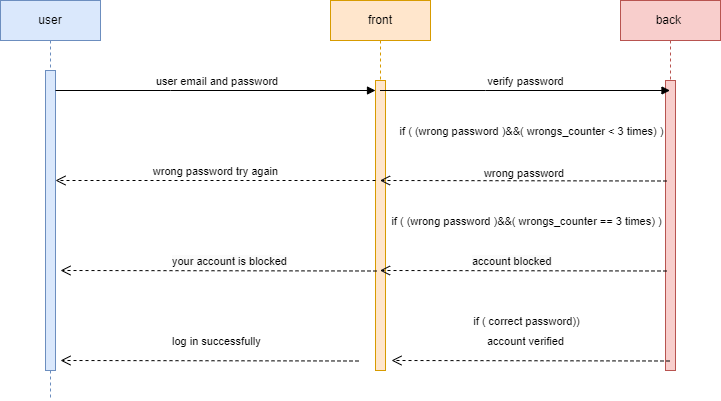 user
front
back
user email and password
verify password
if ( (wrong password )&&( wrongs_counter < 3 times) )
wrong password try again
wrong password
if ( (wrong password )&&( wrongs_counter == 3 times) )
your account is blocked
account blocked
if ( correct password))
log in successfully
account verified